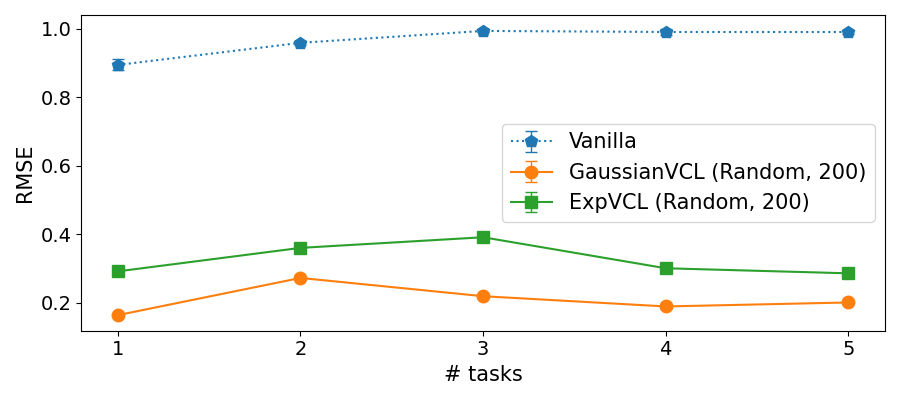 1.0
0.8
0.6
0.4
0.2
RMSE
Vanilla
GaussianVCL (Random, 200)
ExpVCL (Random, 200)
1 2 3 4 5
# tasks